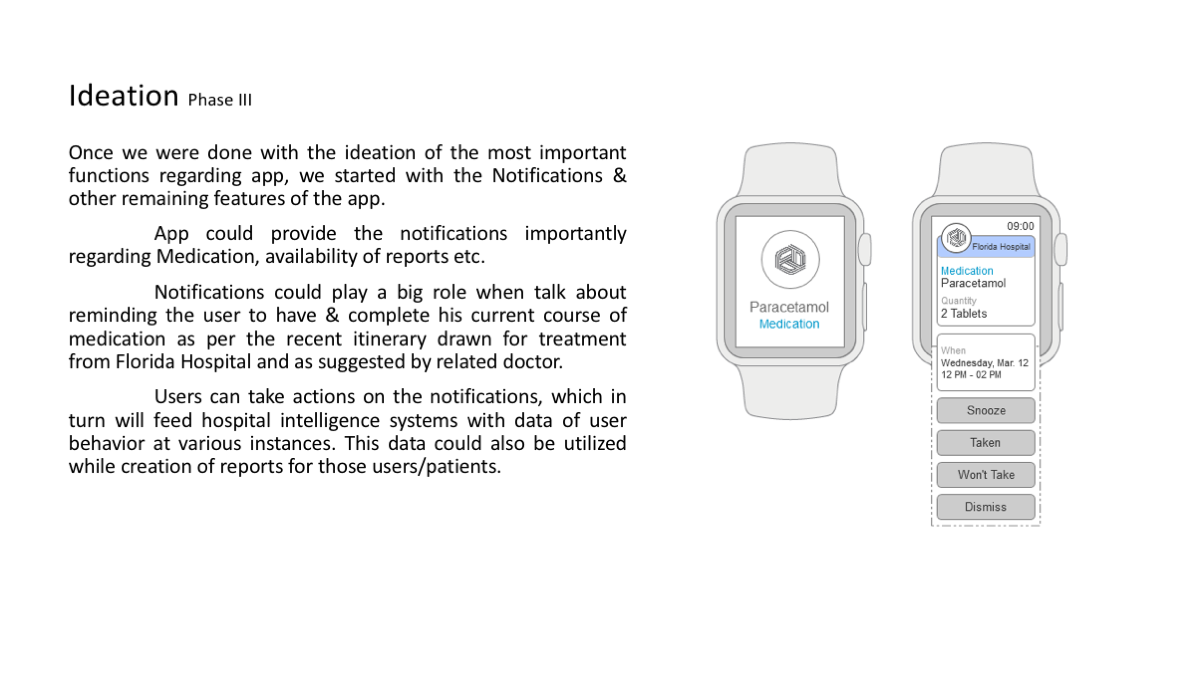 Ideation Phase III
Once we were done with the ideation of the most important
functions regarding app, we started with the Notifications &
other remaining features of the app.
App could provide the notifications importantly
regarding Medication, availability of reports etc.
Notifications could play a big role when talk about
reminding the user to have & complete his current course of
medication as per the recent itinerary drawn for treatment
from Florida Hospital and as suggested by related doctor.
Users can take actions on the notifications, which in
turn will feed hospital intelligence systems with data of user
behavior at various instances. This data could also be utilized
while creation of reports for those users/patients.
Paracetamol
Medication
09:00
Florida Hospital
Medication
Paracetamol
Quantity
2 Tablets
When
Wednesday, Mar. 12
12 PM - 02 PM
Snooze
Taken
Won't Take
Dismiss